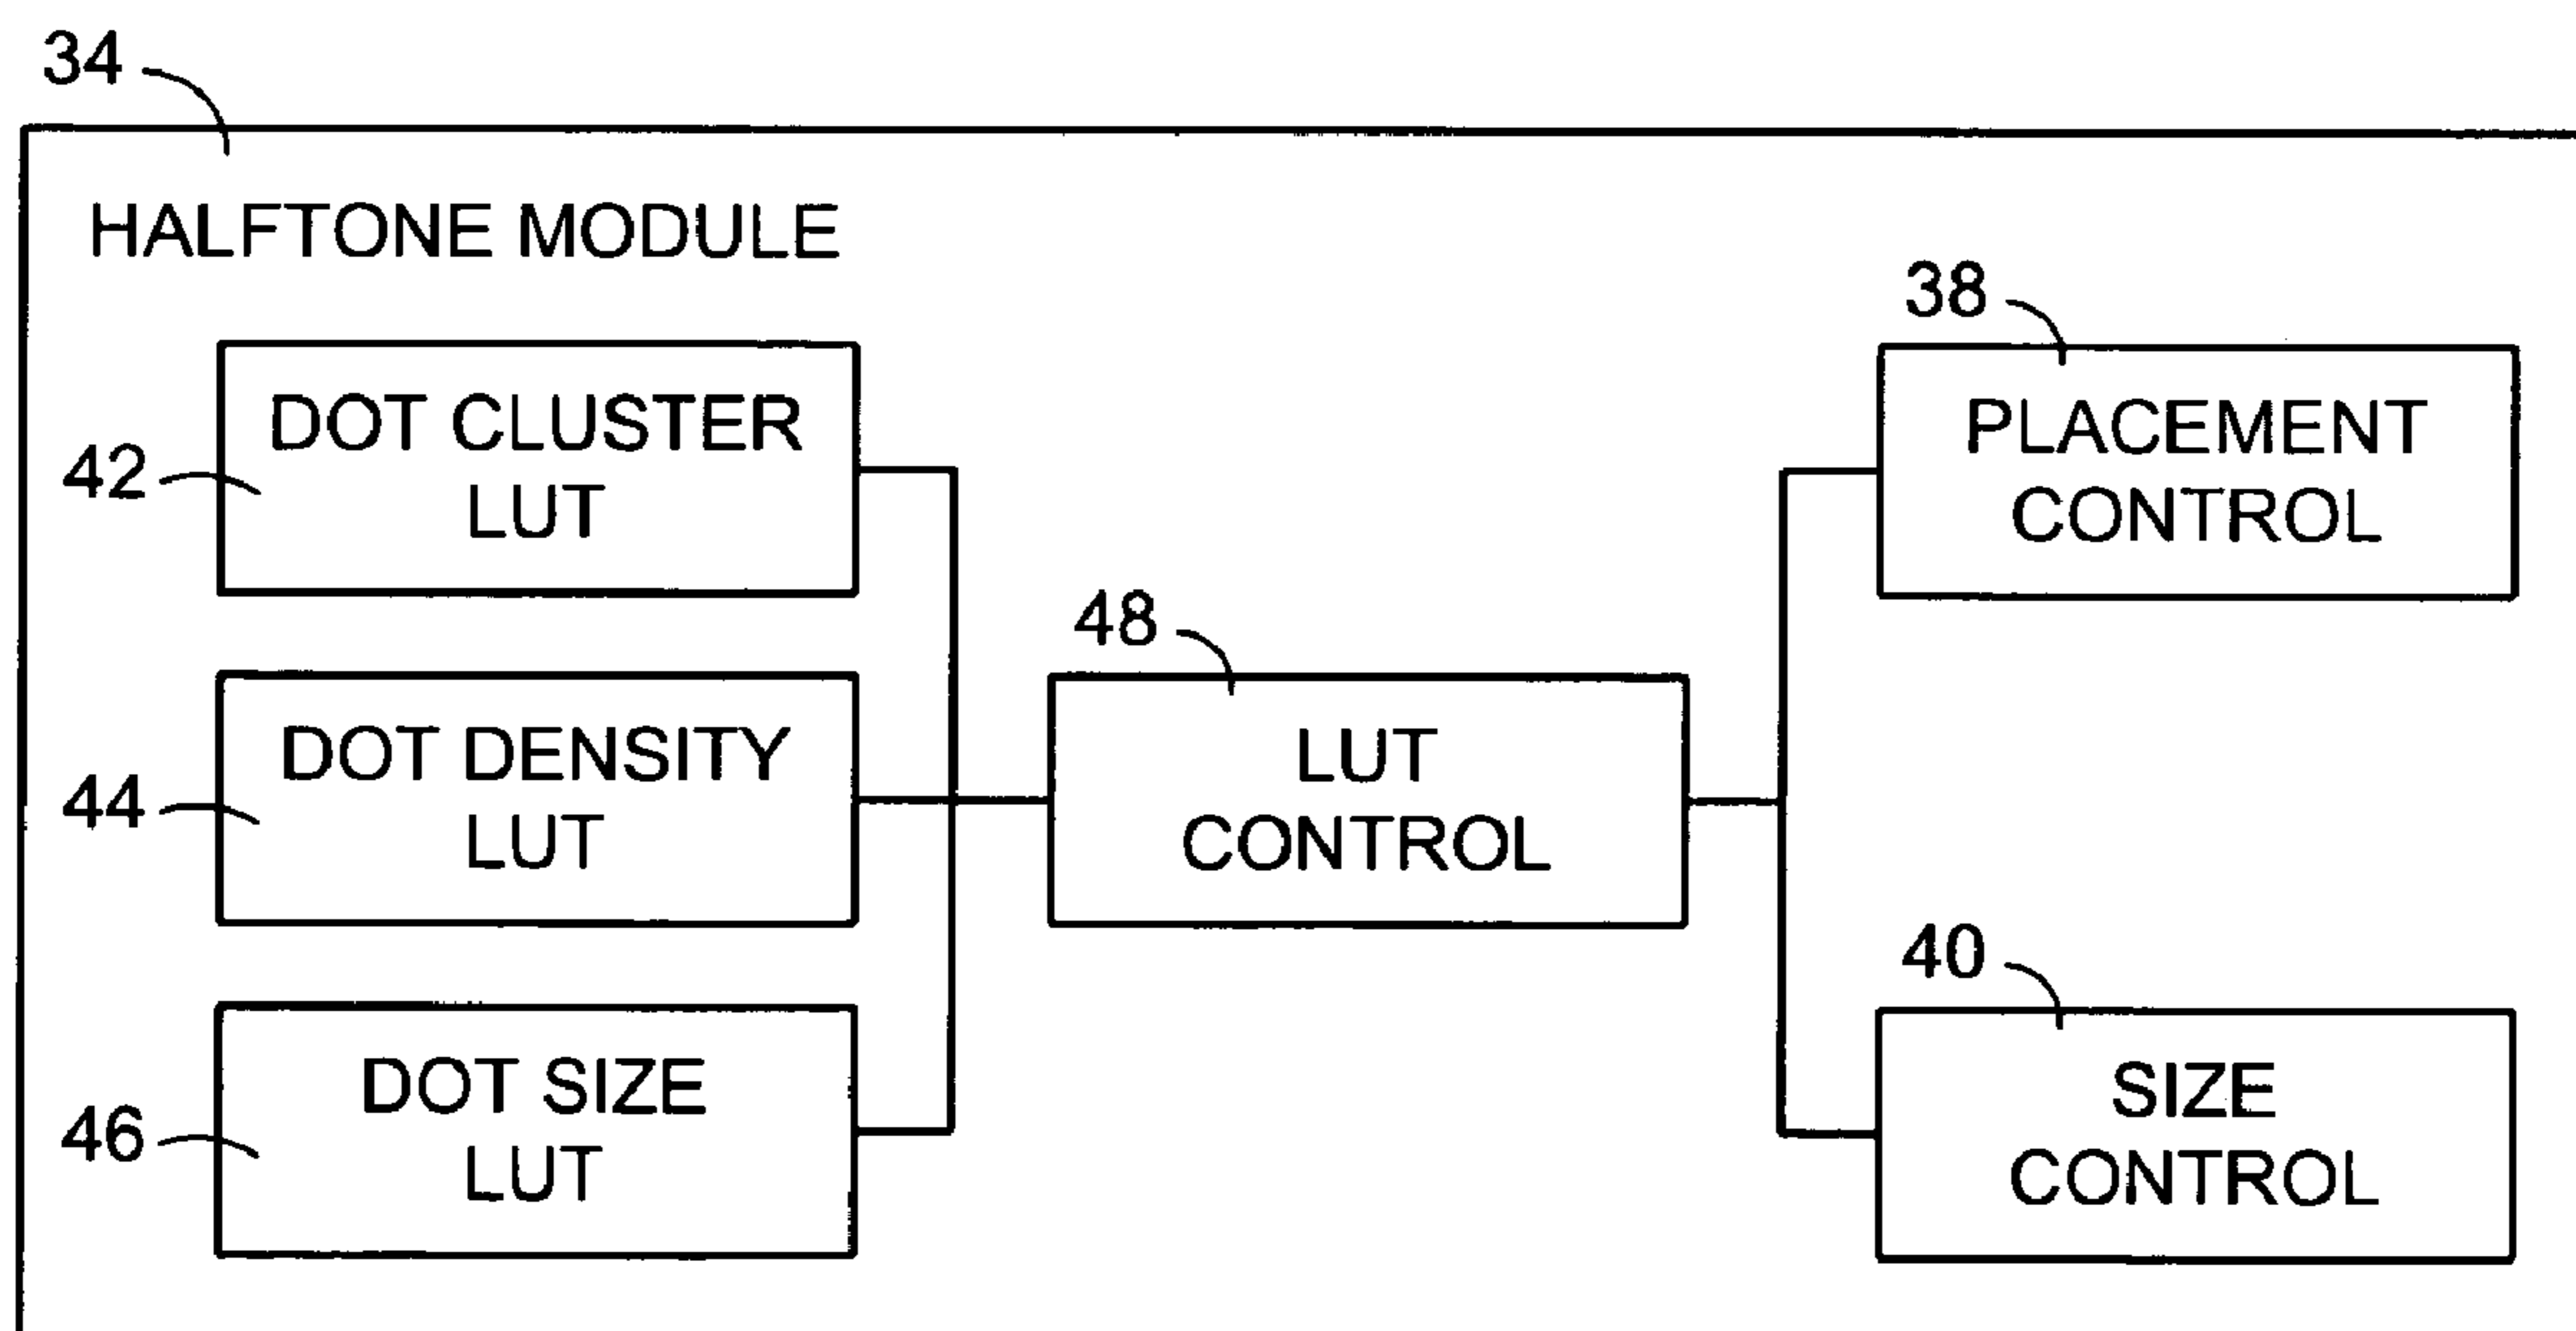 34
HALFTONE MODULE
38
DOT CLUSTER
LUT
42
PLACEMENT
CONTROL
48
DOT DENSITY
LUT
44
LUT
CONTROL
40
DOT SIZE
LUT
46
SIZE
CONTROL